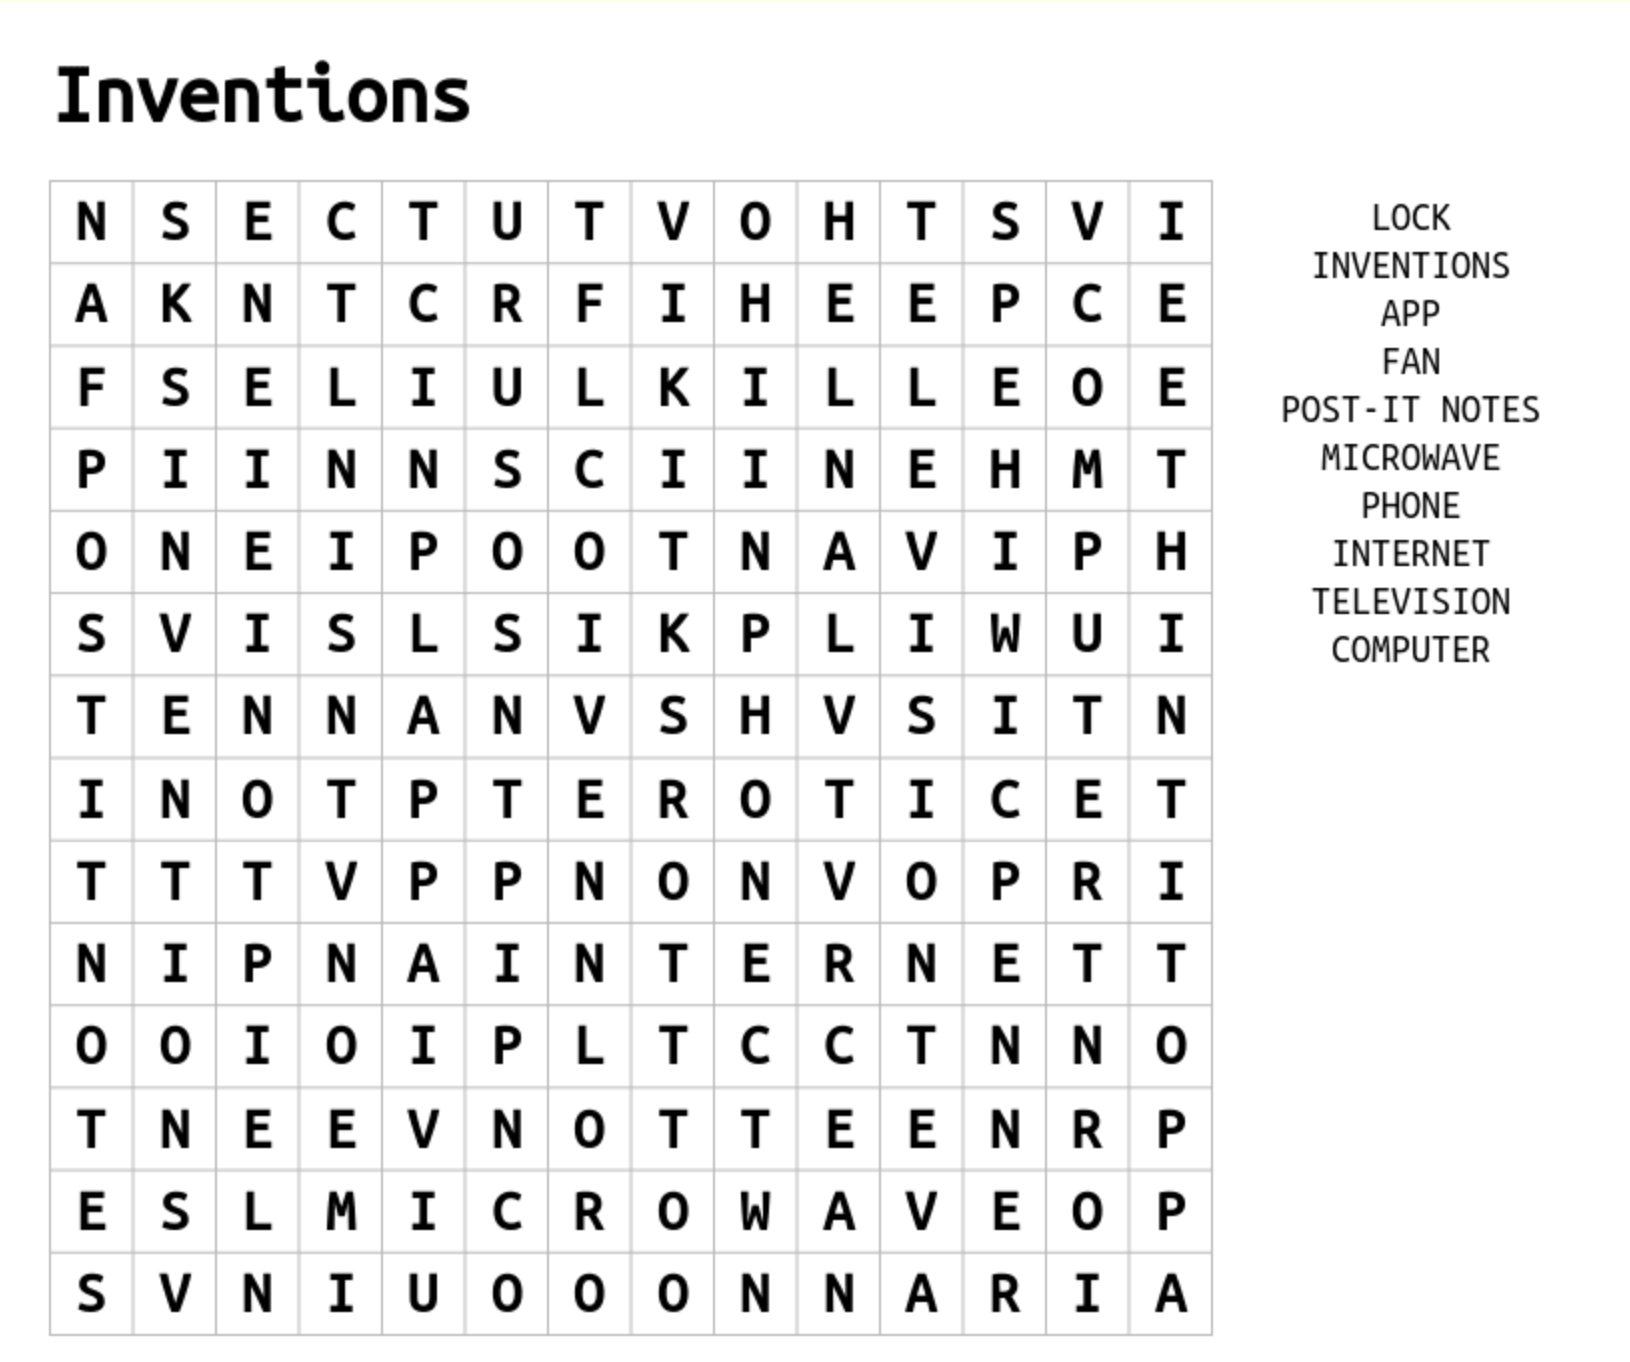 Inventions
N S E C T U T V O H T S V I
A K N T C R F I H E E P C E
F S E L I U L K I L L E O E
P I I N N S C I I N E H M T
O N E I P O O T N A V I P H
S V I S L S I K P L I W U I
T E N N A N V S H V S I T N
I N O T P T E R O T I C E T
T T T V P P N O N V O P R I
N I P N A I N T E R N E T T
O O I O I P L T C C T N N O
T N E E V N O T T E E N R P
E S L M I C R O W A V E O P
S V N I U O O O N N A R I A
LOCK
INVENTIONS
APP
FAN
POST-IT NOTES
MICROWAVE
PHONE
INTERNET
TELEVISION
COMPUTER